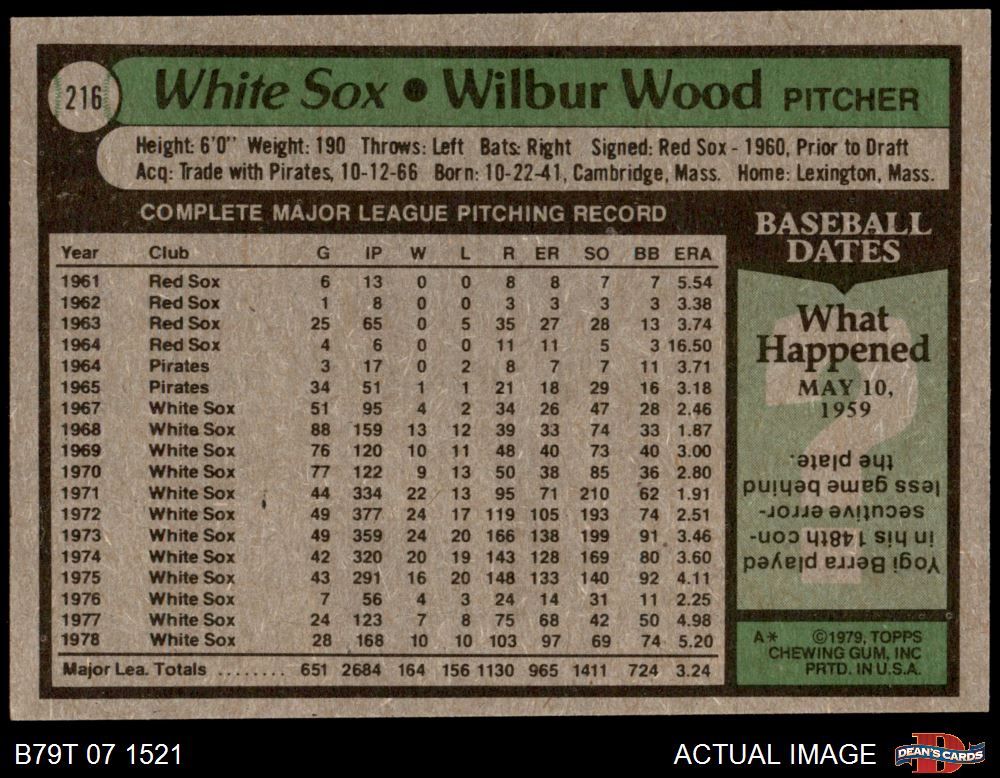 216 White Sox • Wilbur Wood PITCHER
Height: 6'0" Weight: 190 Throws: Left Bats: Right Signed: Red Sox - 1960, Prior to Draft
Acq: Trade with Pirates, 10-12-66 Born: 10-22-41, Cambridge, Mass. Home: Lexington, Mass.
COMPLETE MAJOR LEAGUE PITCHING RECORD
Year Club G IP W L R ER SO BB ERA
1961 Red Sox 6 13 0 0 8 8 7 7 5.54
1962 Red Sox 1 8 0 0 3 3 3 3 3.38
1963 Red Sox 25 65 0 5 35 27 28 13 3.74
1964 Red Sox 4 6 0 0 11 11 5 3 16.50
1964 Pirates 3 17 0 2 8 7 7 11 3.71
1965 Pirates 34 51 1 1 21 18 29 16 3.18
1967 White Sox 51 95 4 2 34 26 47 28 2.46
1968 White Sox 88 159 13 12 39 33 74 33 1.87
1969 White Sox 76 120 10 11 48 40 73 40 3.00
1970 White Sox 77 122 9 13 50 38 85 36 2.80
1971 White Sox 44 334 22 13 95 71 210 62 1.91
1972 White Sox 49 377 24 17 119 105 193 74 2.51
1973 White Sox 49 359 24 20 166 138 199 91 3.46
1974 White Sox 42 320 20 19 143 128 169 80 3.60
1975 White Sox 43 291 16 20 148 133 140 92 4.11
1976 White Sox 7 56 4 3 24 14 31 11 2.25
1977 White Sox 24 123 7 8 75 68 42 50 4.98
1978 White Sox 28 168 10 10 103 97 69 74 5.20
Major Lea. Totals ........ 651 2684 164 156 1130 965 1411 724 3.24
BASEBALL
DATES
What
Happened
MAY 10,
1959
?
Yogi Berra played
in his 148th con-
secutive error-
less game behind
the plate.
A* ©1979, TOPPS
CHEWING GUM, INC
PRTD. IN U.S.A.
B79T 07 1521 ACTUAL IMAGE DEAN'S CARDS